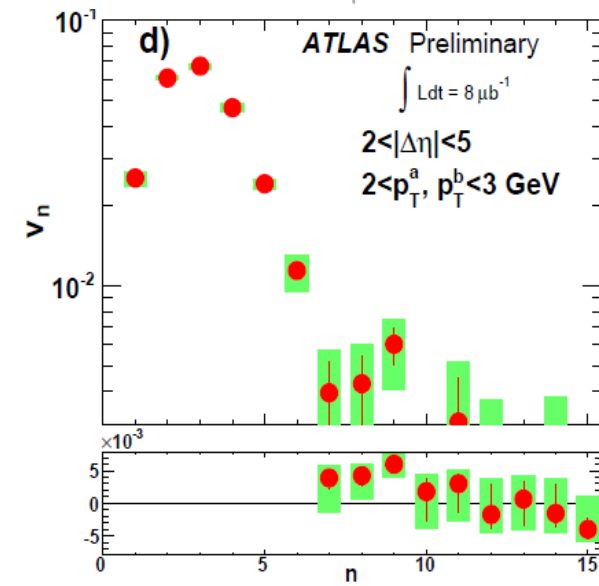 10⁻¹
d) ATLAS Preliminary
∫ Ldt = 8 μb⁻¹
2<|Δη|<5
2<p_T^a, p_T^b<3 GeV
v_n
10⁻²
×10⁻³
5
0
-5
0 5 10 15
n